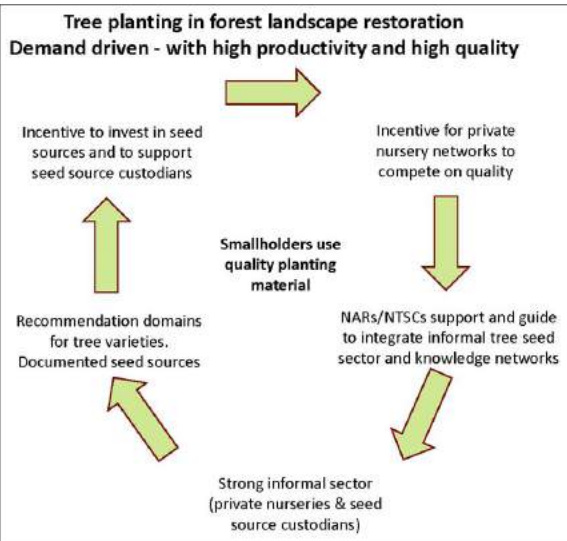 Tree planting in forest landscape restoration
Demand driven - with high productivity and high quality
Incentive to invest in seed
sources and to support
seed source custodians
Incentive for private
nursery networks to
compete on quality
Smallholders use
quality planting
material
Recommendation domains
for tree varieties.
Documented seed sources
NARs/NTSCs support and guide
to integrate informal tree seed
sector and knowledge networks
Strong informal sector
(private nurseries & seed
source custodians)